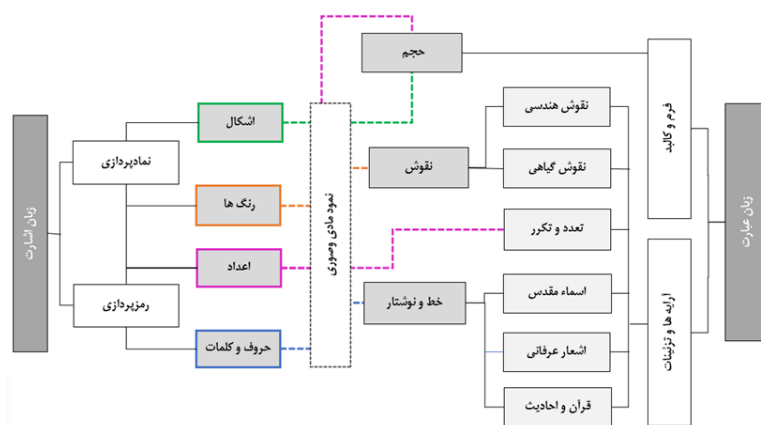 زبان عبارت
فرم و کالبد
آرایه ها و تزئینات
حجم
نقوش هندسی
نقوش گیاهی
نقوش
تعدد و تکرر
اسماء مقدس
اشعار عرفانی
قرآن و احادیث
خط و نوشتار
نمود مادی وصوری
اشکال
رنگ ها
اعداد
حروف و کلمات
نمادپردازی
رمزپردازی
زبان اشارت